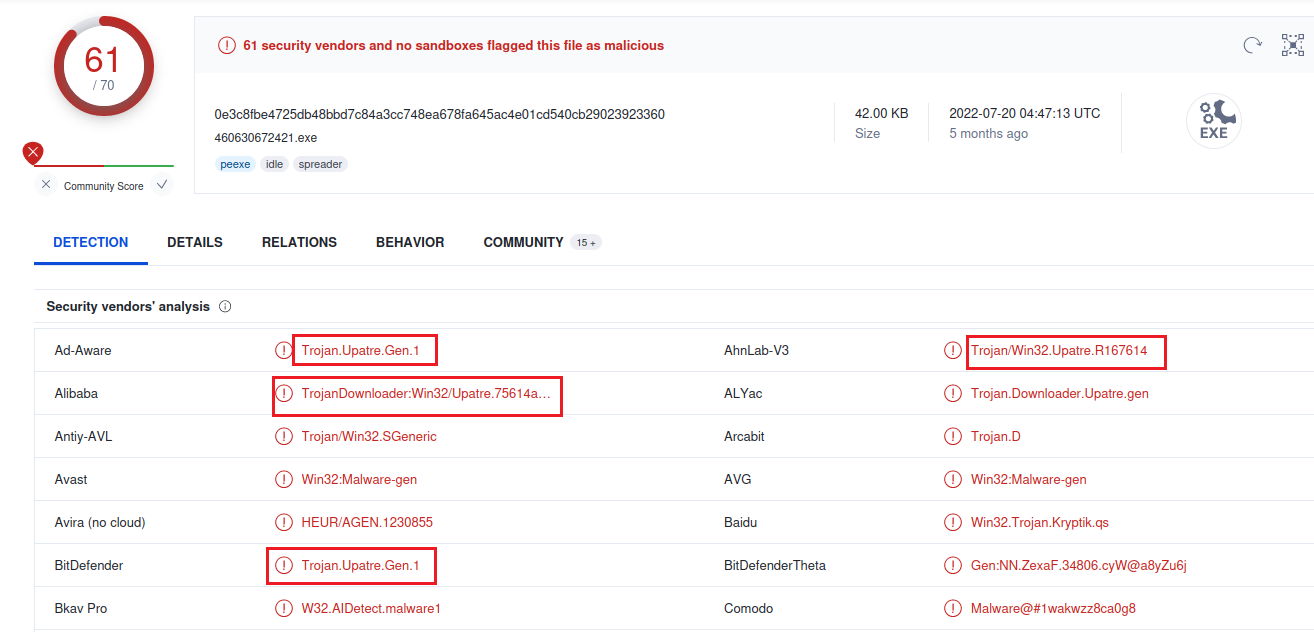 61
/ 70
Community Score
61 security vendors and no sandboxes flagged this file as malicious
0e3c8fbe4725db48bbd7c84a3cc748ea678fa645ac4e01cd540cb29023923360
460630672421.exe
peexe idle spreader
42.00 KB
Size
2022-07-20 04:47:13 UTC
5 months ago
EXE
DETECTION DETAILS RELATIONS BEHAVIOR COMMUNITY 15 +
Security vendors' analysis
Ad-Aware Trojan.Upatre.Gen.1 AhnLab-V3 Trojan/Win32.Upatre.R167614
Alibaba TrojanDownloader:Win32/Upatre.75614a... ALYac Trojan.Downloader.Upatre.gen
Antiy-AVL Trojan/Win32.SGeneric Arcabit Trojan.D
Avast Win32:Malware-gen AVG Win32:Malware-gen
Avira (no cloud) HEUR/AGEN.1230855 Baidu Win32.Trojan.Kryptik.qs
BitDefender Trojan.Upatre.Gen.1 BitDefenderTheta Gen:NN.ZexaF.34806.cyW@a8yZu6j
Bkav Pro W32.AIDetect.malware1 Comodo Malware@#1wakwzz8ca0g8